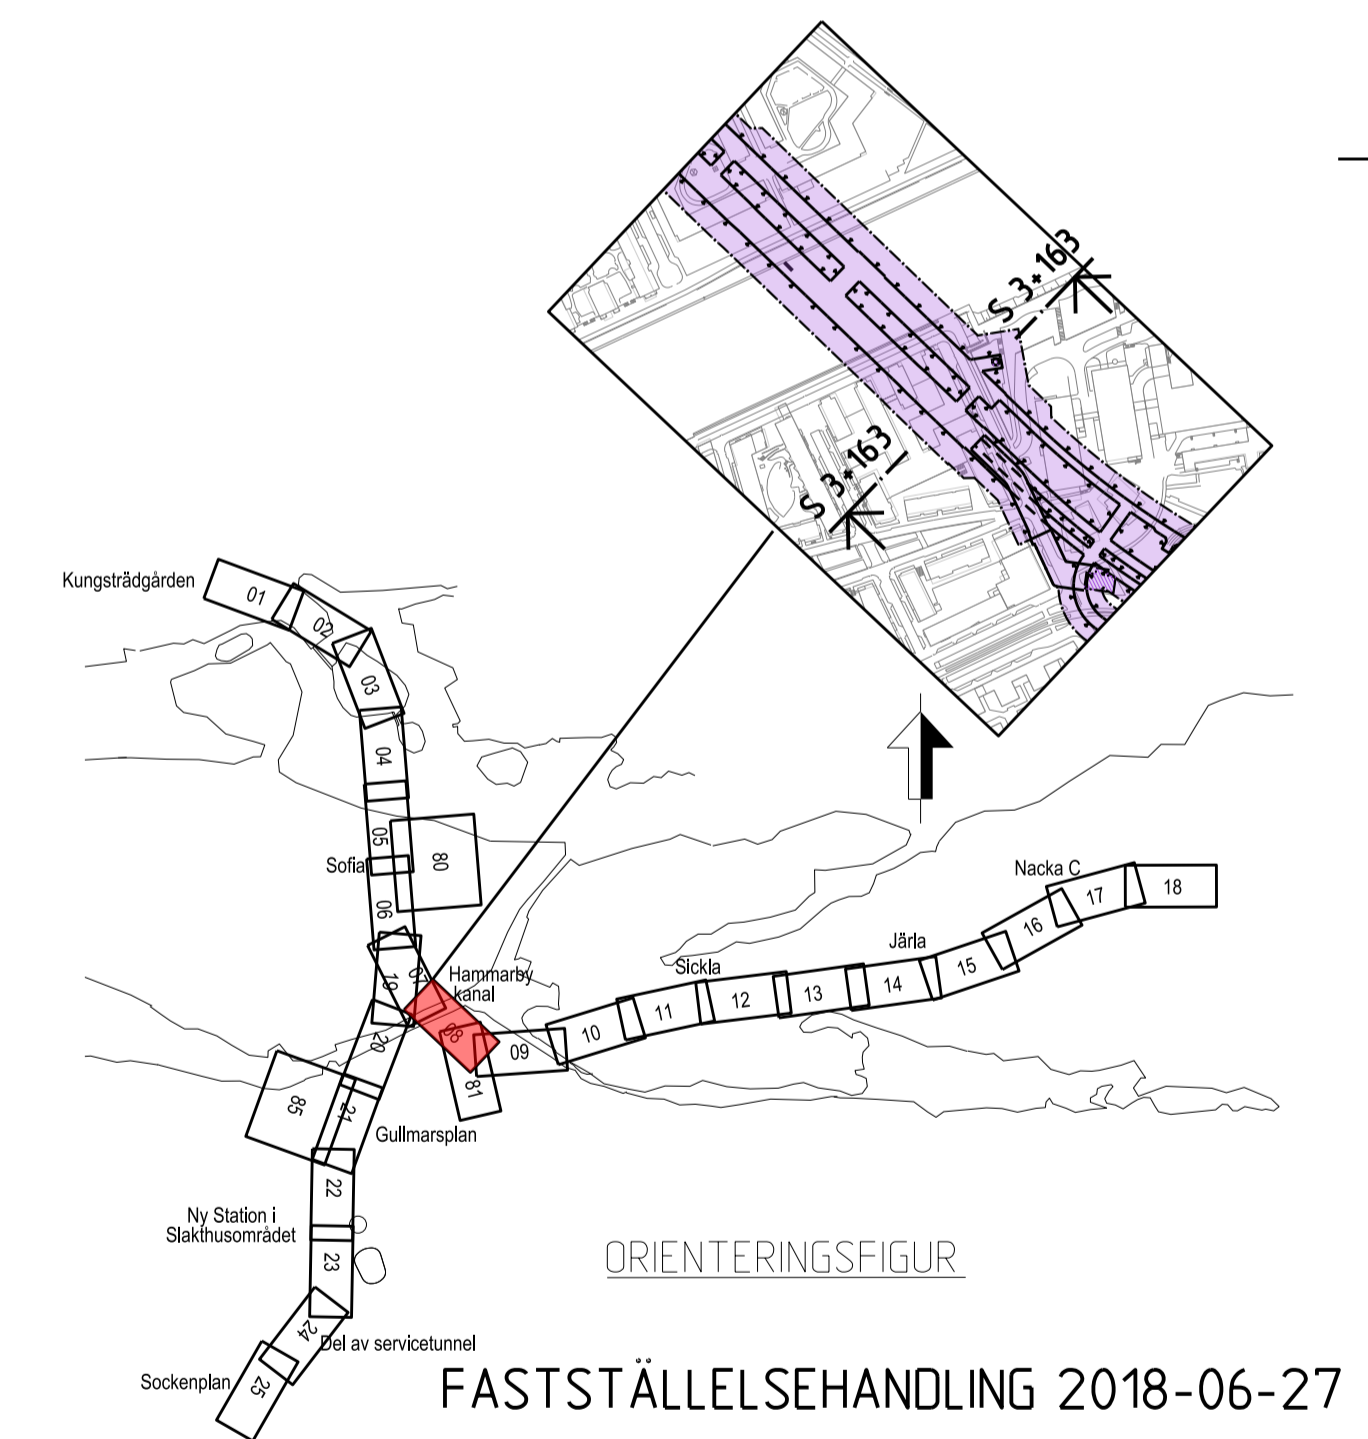 S 3+163
S 3+163
Kungsträdgården
01
02
03
04
05
Sofia
80
06
07
19
Hammarby
kanal
08
20
09
10
11
Sickla
12
13
14
Järla
15
16
Nacka C
17
18
81
85
21
Gullmarsplan
22
Ny Station i
Slakthusområdet
23
24
Del av servicetunnel
Sockenplan
25
ORIENTERINGSFIGUR
FASTSTÄLLELSEHANDLING 2018-06-27